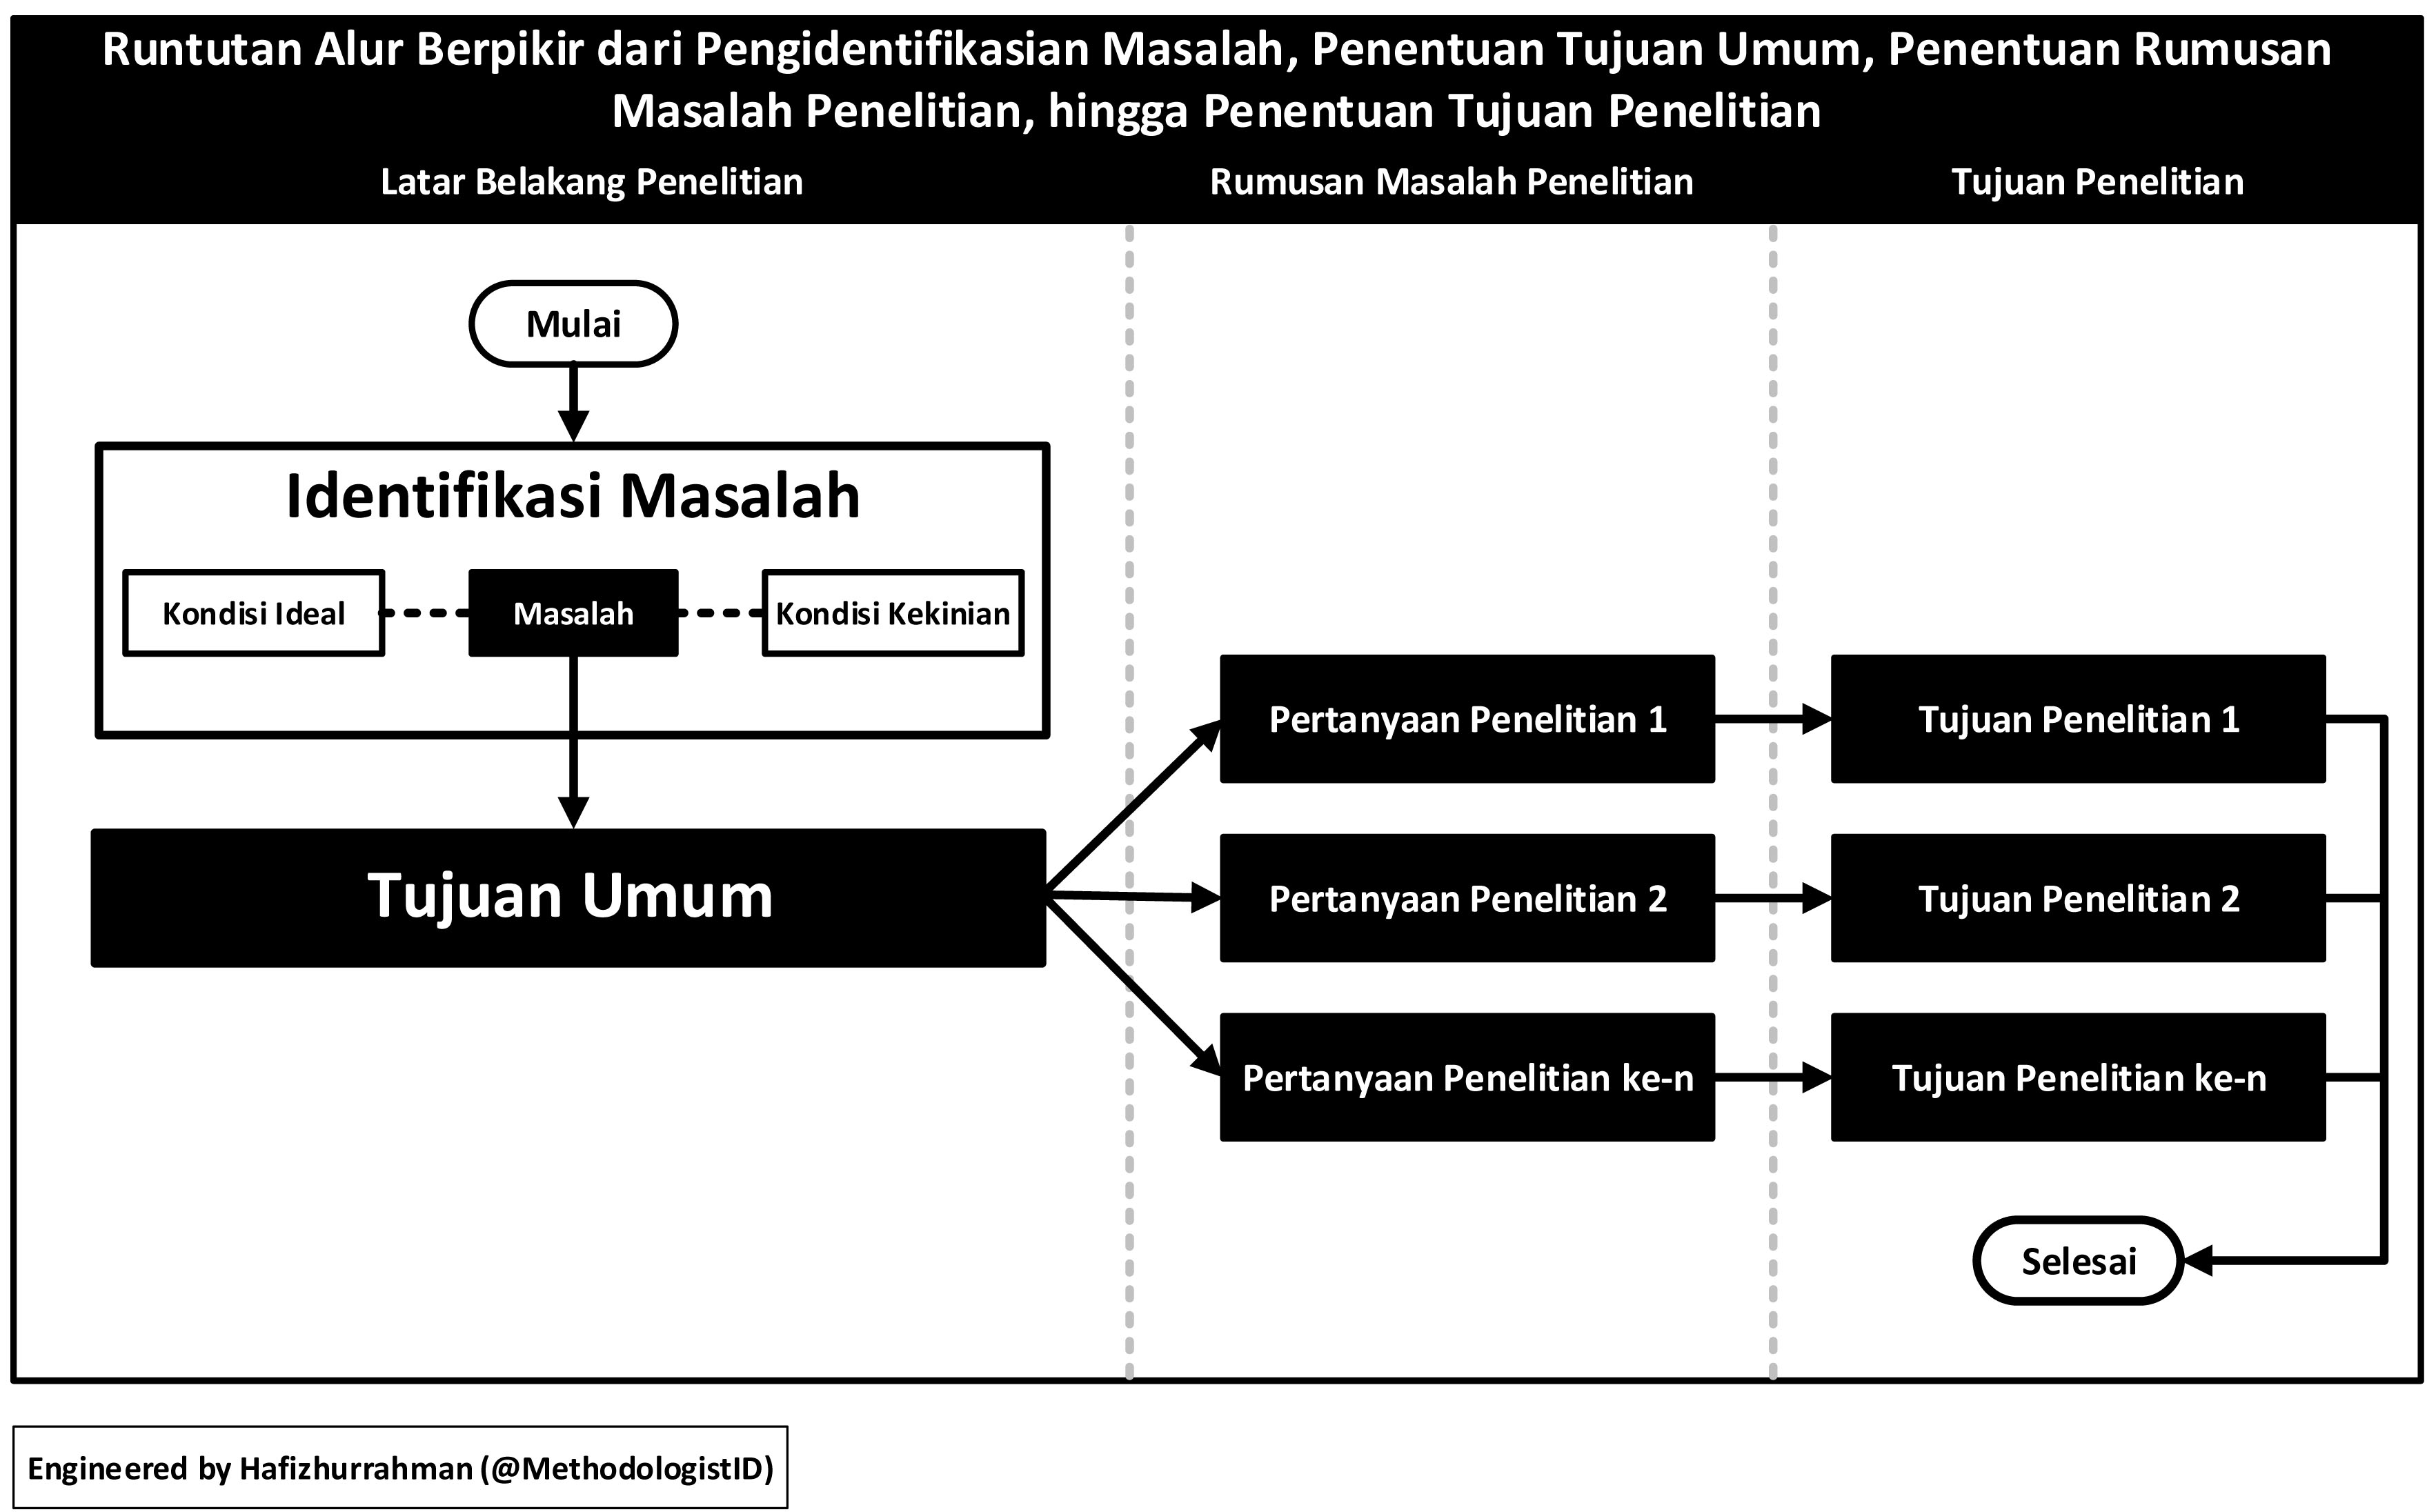 Runtutan Alur Berpikir dari Pengidentifikasian Masalah, Penentuan Tujuan Umum, Penentuan Rumusan
Masalah Penelitian, hingga Penentuan Tujuan Penelitian
Latar Belakang Penelitian
Rumusan Masalah Penelitian
Tujuan Penelitian
Mulai
Identifikasi Masalah
Kondisi Ideal
Masalah
Kondisi Kekinian
Tujuan Umum
Pertanyaan Penelitian 1
Tujuan Penelitian 1
Pertanyaan Penelitian 2
Tujuan Penelitian 2
Pertanyaan Penelitian ke-n
Tujuan Penelitian ke-n
Selesai
Engineered by Hafizhurrahman (@MethodologistID)